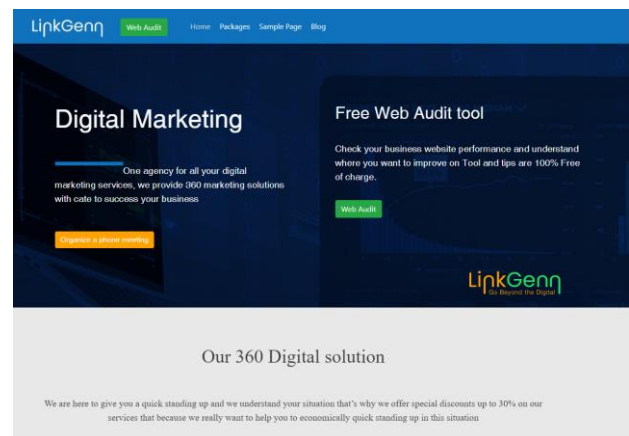 LinkGenn
Web Audit
Home Packages Sample Page Blog
Digital Marketing
One agency for all your digital
marketing services, we provide 360 marketing solutions
with cate to success your business
Organize a phone meeting
Free Web Audit tool
Check your business website performance and understand
where you want to improve on Tool and tips are 100% Free
of charge.
Web Audit
LinkGenn
Go Beyond the Digital
Our 360 Digital solution
We are here to give you a quick standing up and we understand your situation that's why we offer special discounts up to 30% on our
services that because we really want to help you to economically quick standing up in this situation